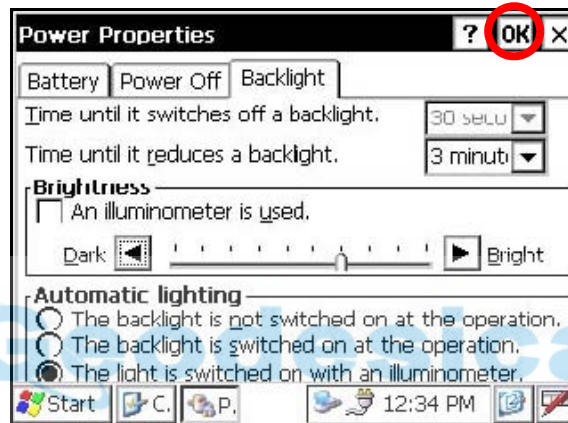 Power Properties ? OK ×
Battery Power Off Backlight
Time until it switches off a backlight. 30 secu
Time until it reduces a backlight. 3 minut
Brightness
An illuminometer is used.
Dark Bright
Automatic lighting
The backlight is not switched on at the operation.
The backlight is switched on at the operation.
The light is switched on with an illuminometer.
Start C. P. 12:34 PM